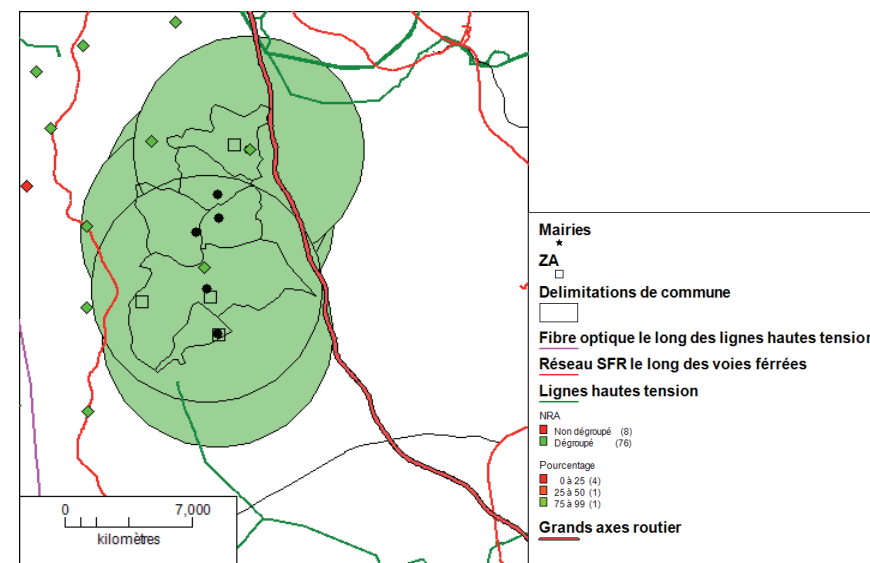 Mairies
ZA
Delimitations de commune
Fibre optique le long des lignes hautes tension
Réseau SFR le long des voies férrées
Lignes hautes tension
NRA
Non dégroupé (8)
Dégroupé (76)
Pourcentage
0 à 25 (4)
25 à 50 (1)
75 à 99 (1)
Grands axes routier
0 7,000
kilomètres